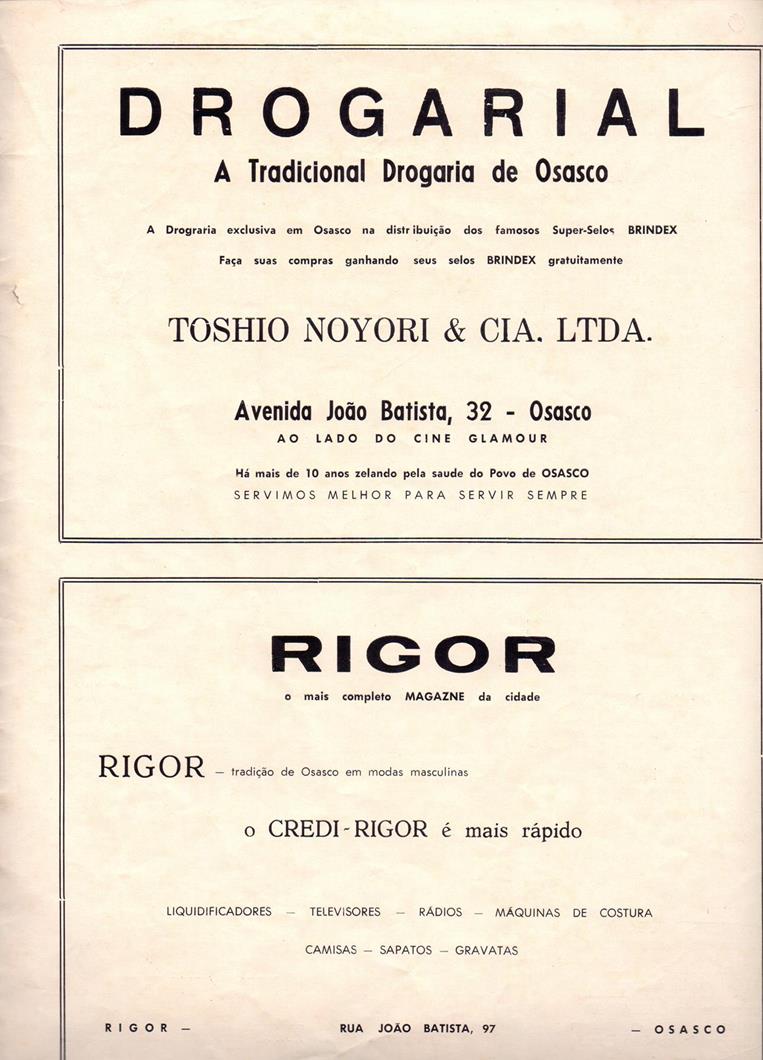 DROGARIAL
A Tradicional Drogaria de Osasco
A Drograria exclusiva em Osasco na distribuição dos famosos Super-Selos BRINDEX
Faça suas compras ganhando seus selos BRINDEX gratuitamente
TOSHIO NOYORI & CIA. LTDA.
Avenida João Batista, 32 - Osasco
AO LADO DO CINE GLAMOUR
Há mais de 10 anos zelando pela saude do Povo de OSASCO
SERVIMOS MELHOR PARA SERVIR SEMPRE
RIGOR
o mais completo MAGAZNE da cidade
RIGOR — tradição de Osasco em modas masculinas
o CREDI-RIGOR é mais rápido
LIQUIDIFICADORES — TELEVISORES — RÁDIOS — MÁQUINAS DE COSTURA
CAMISAS — SAPATOS — GRAVATAS
RIGOR — RUA JOÃO BATISTA, 97 — OSASCO